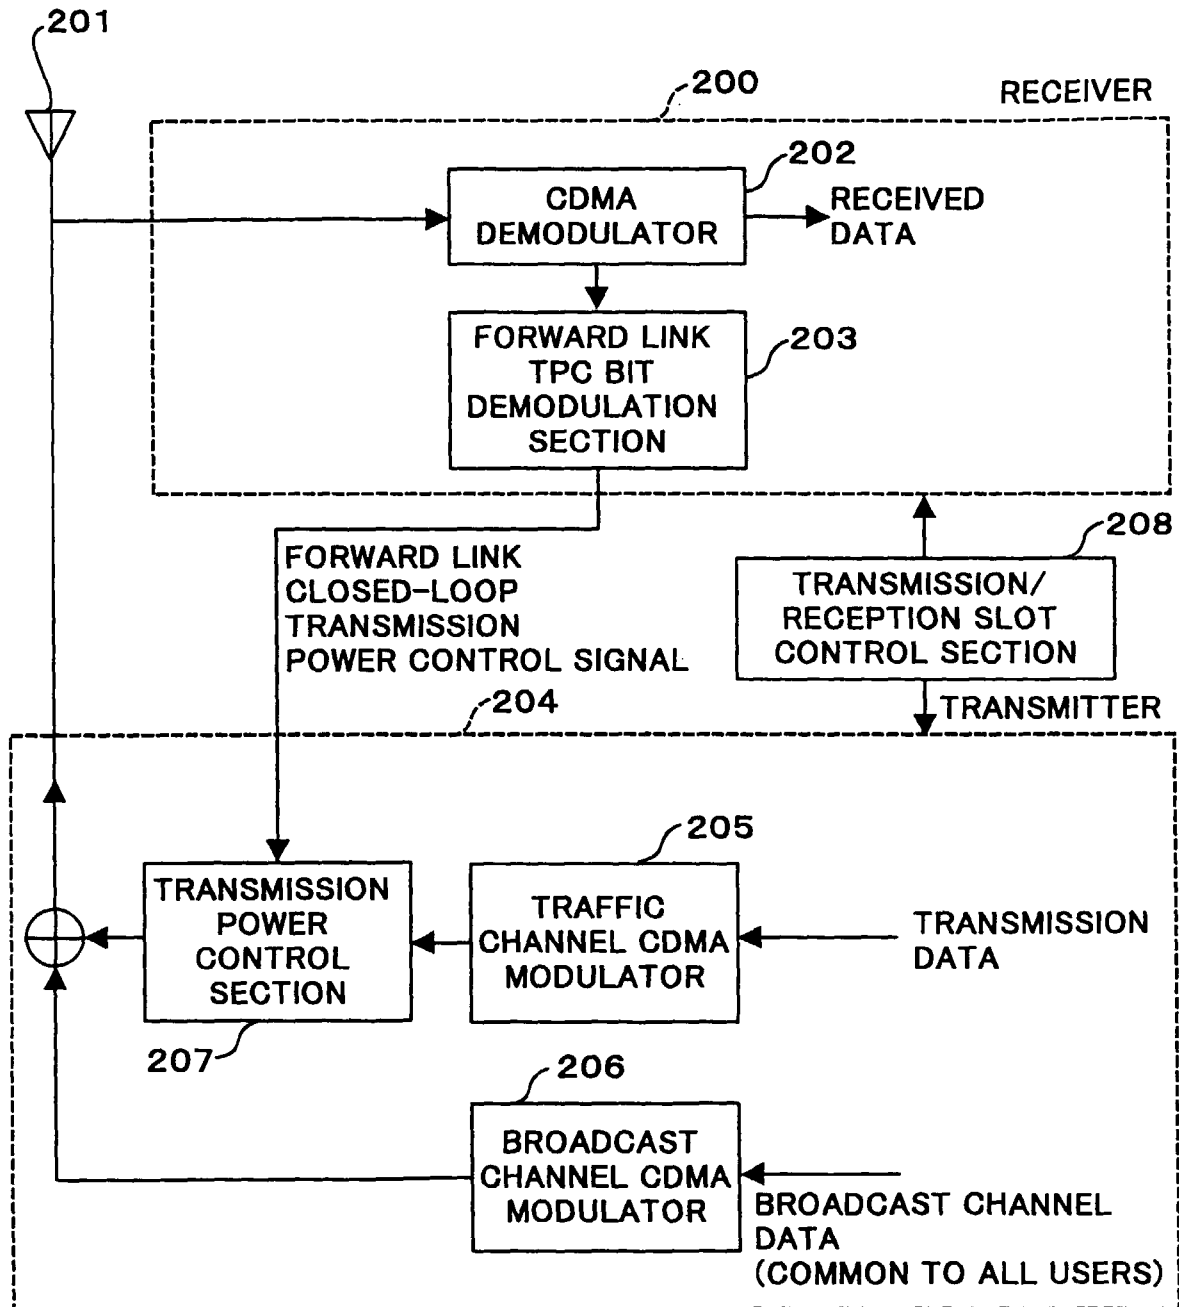 201
200
RECEIVER
202
CDMA
DEMODULATOR
RECEIVED
DATA
FORWARD LINK
TPC BIT
DEMODULATION
SECTION
203
208
FORWARD LINK
CLOSED-LOOP
TRANSMISSION
POWER CONTROL SIGNAL
TRANSMISSION/
RECEPTION SLOT
CONTROL SECTION
204
TRANSMITTER
205
TRANSMISSION
POWER
CONTROL
SECTION
TRAFFIC
CHANNEL CDMA
MODULATOR
TRANSMISSION
DATA
207
206
BROADCAST
CHANNEL CDMA
MODULATOR
BROADCAST CHANNEL
DATA
(COMMON TO ALL USERS)